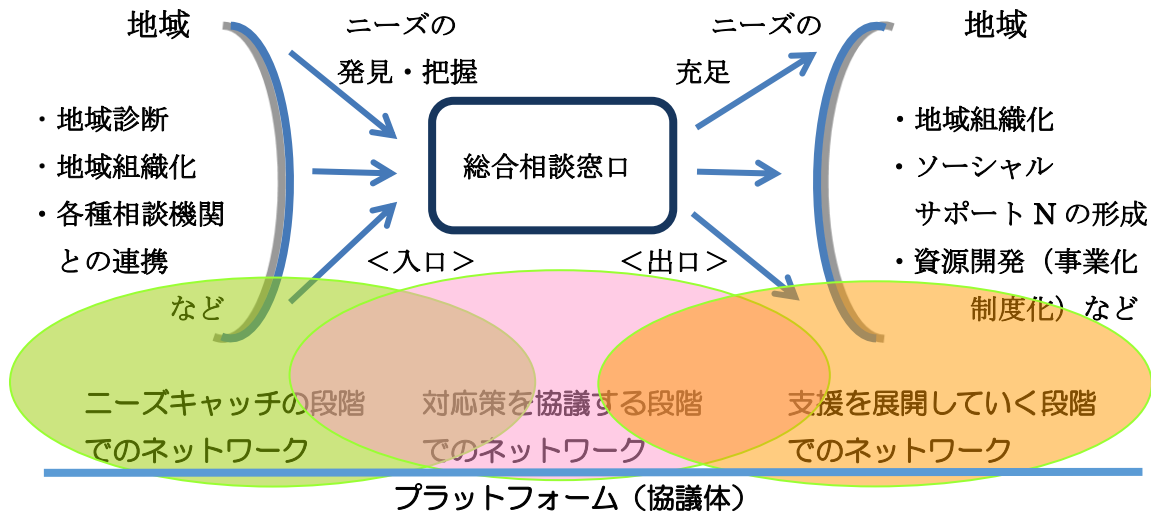 地域
ニーズの
発見・把握
ニーズの
充足
地域
・地域診断
・地域組織化
・各種相談機関
との連携
など
総合相談窓口
＜入口＞
＜出口＞
・地域組織化
・ソーシャル
サポート N の形成
・資源開発（事業化
制度化）など
ニーズキャッチの段階
でのネットワーク
対応策を協議する段階
でのネットワーク
支援を展開していく段階
でのネットワーク
プラットフォーム（協議体）